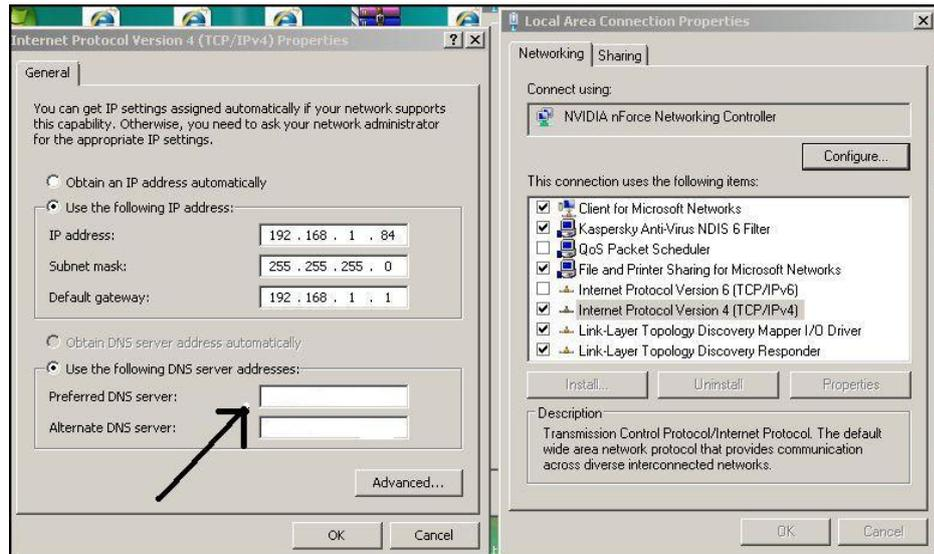 Internet Protocol Version 4 (TCP/IPv4) Properties
General
You can get IP settings assigned automatically if your network supports
this capability. Otherwise, you need to ask your network administrator
for the appropriate IP settings.
Obtain an IP address automatically
Use the following IP address:
IP address: 192 . 168 . 1 . 84
Subnet mask: 255 . 255 . 255 . 0
Default gateway: 192 . 168 . 1 . 1
Obtain DNS server address automatically
Use the following DNS server addresses:
Preferred DNS server:
Alternate DNS server:
Advanced...
OK Cancel
Local Area Connection Properties
Networking Sharing
Connect using:
NVIDIA nForce Networking Controller
Configure...
This connection uses the following items:
Client for Microsoft Networks
Kaspersky Anti-Virus NDIS 6 Filter
QoS Packet Scheduler
File and Printer Sharing for Microsoft Networks
Internet Protocol Version 6 (TCP/IPv6)
Internet Protocol Version 4 (TCP/IPv4)
Link-Layer Topology Discovery Mapper I/O Driver
Link-Layer Topology Discovery Responder
Install... Uninstall Properties
Description
Transmission Control Protocol/Internet Protocol. The default
wide area network protocol that provides communication
across diverse interconnected networks.
OK Cancel